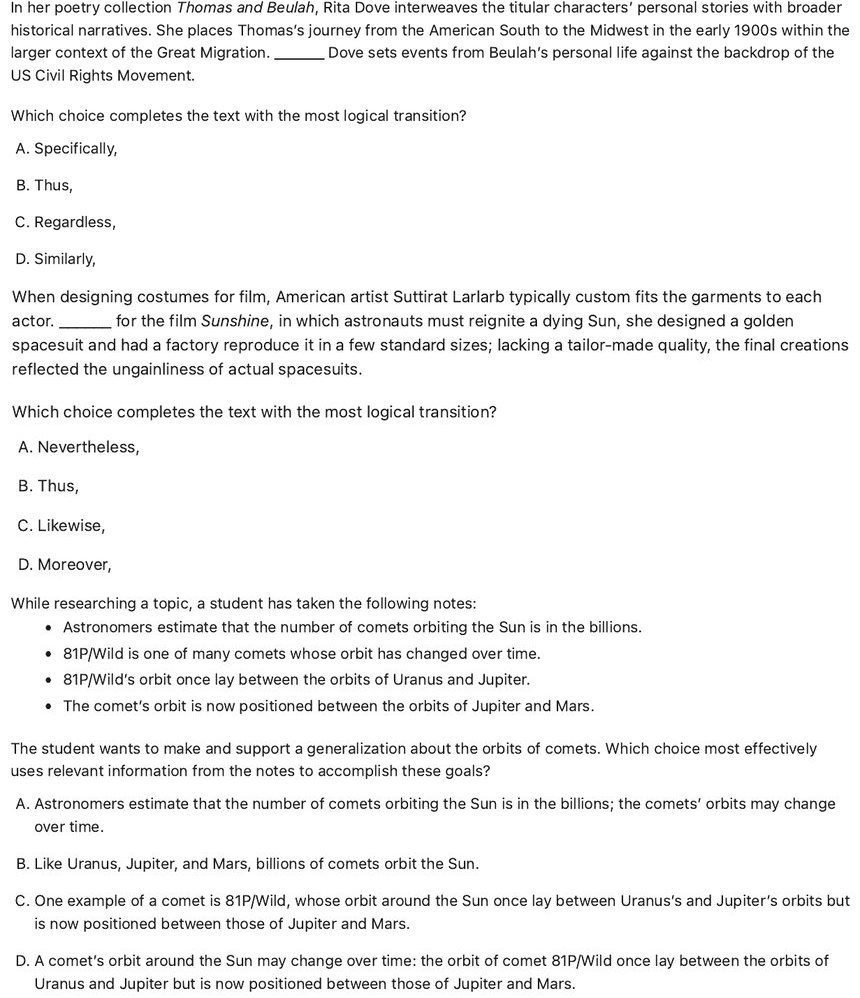 In her poetry collection Thomas and Beulah, Rita Dove interweaves the titular characters’ personal stories with broader
historical narratives. She places Thomas’s journey from the American South to the Midwest in the early 1900s within the
larger context of the Great Migration. ______ Dove sets events from Beulah’s personal life against the backdrop of the
US Civil Rights Movement.
Which choice completes the text with the most logical transition?
A. Specifically,
B. Thus,
C. Regardless,
D. Similarly,
When designing costumes for film, American artist Suttirat Larlarb typically custom fits the garments to each
actor. ______ for the film Sunshine, in which astronauts must reignite a dying Sun, she designed a golden
spacesuit and had a factory reproduce it in a few standard sizes; lacking a tailor-made quality, the final creations
reflected the ungainliness of actual spacesuits.
Which choice completes the text with the most logical transition?
A. Nevertheless,
B. Thus,
C. Likewise,
D. Moreover,
While researching a topic, a student has taken the following notes:
• Astronomers estimate that the number of comets orbiting the Sun is in the billions.
• 81P/Wild is one of many comets whose orbit has changed over time.
• 81P/Wild’s orbit once lay between the orbits of Uranus and Jupiter.
• The comet’s orbit is now positioned between the orbits of Jupiter and Mars.
The student wants to make and support a generalization about the orbits of comets. Which choice most effectively
uses relevant information from the notes to accomplish these goals?
A. Astronomers estimate that the number of comets orbiting the Sun is in the billions; the comets’ orbits may change
over time.
B. Like Uranus, Jupiter, and Mars, billions of comets orbit the Sun.
C. One example of a comet is 81P/Wild, whose orbit around the Sun once lay between Uranus’s and Jupiter’s orbits but
is now positioned between those of Jupiter and Mars.
D. A comet’s orbit around the Sun may change over time: the orbit of comet 81P/Wild once lay between the orbits of
Uranus and Jupiter but is now positioned between those of Jupiter and Mars.